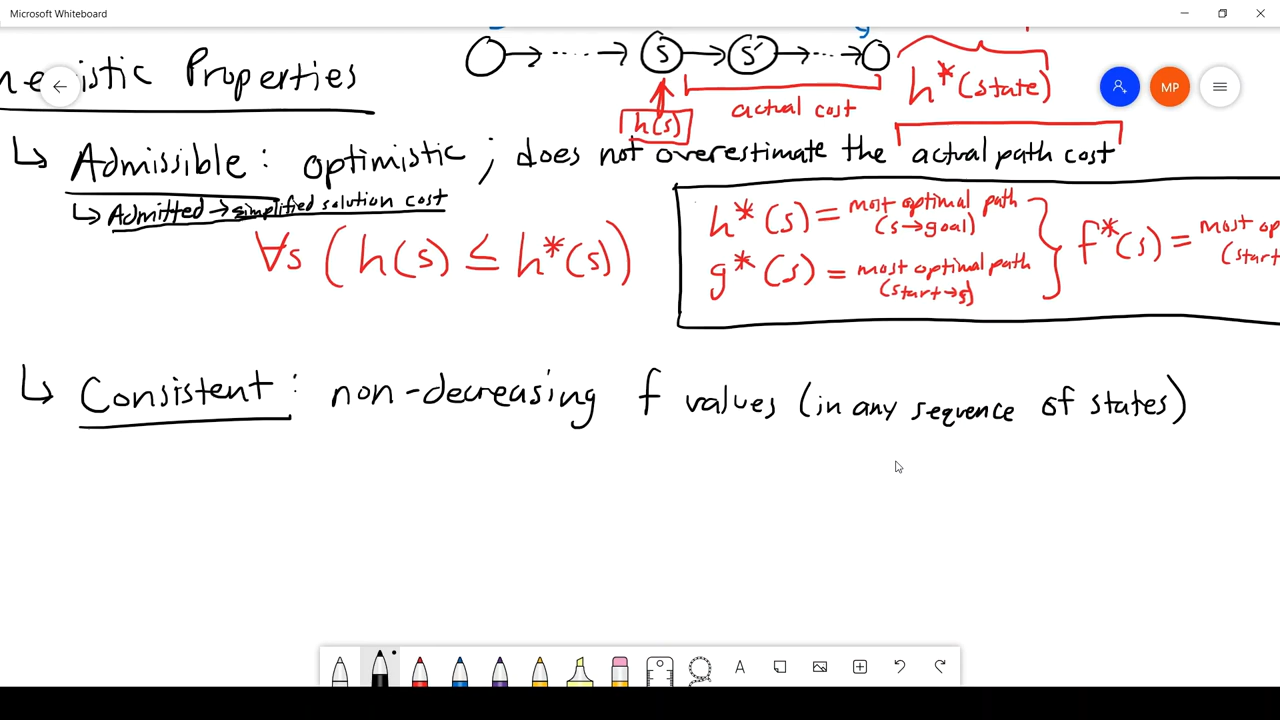 Microsoft Whiteboard
Properties
s s'
h*(state)
actual cost
h(s)
MP
↳ Admissible: optimistic; does not overestimate the actual path cost
↳ Admitted → simplified solution cost
∀s (h(s) ≤ h*(s))
h*(s) = most optimal path
(s→goal)
g*(s) = most optimal path
(start→s)
f*(s) = most op
(start
↳ Consistent: non-decreasing f values (in any sequence of states)
A